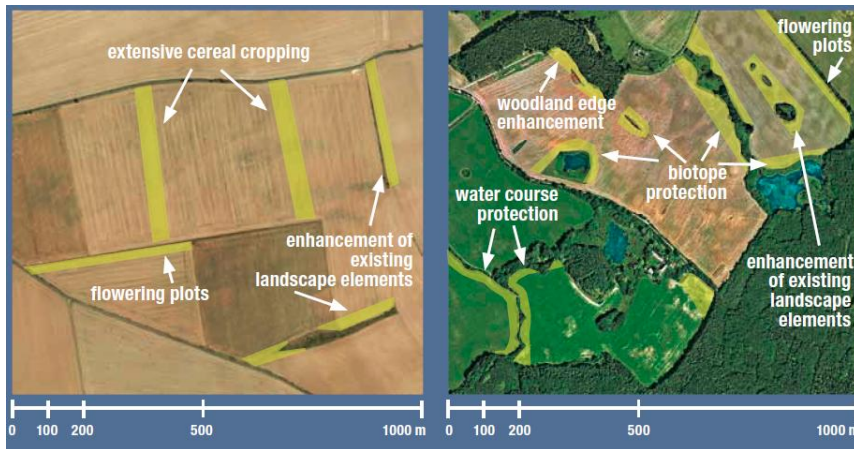 extensive cereal cropping
flowering plots
enhancement of
existing
landscape elements
0 100 200 500 1000 m
flowering
plots
woodland edge
enhancement
biotope
protection
water course
protection
enhancement
of existing
landscape
elements
0 100 200 500 1000 m